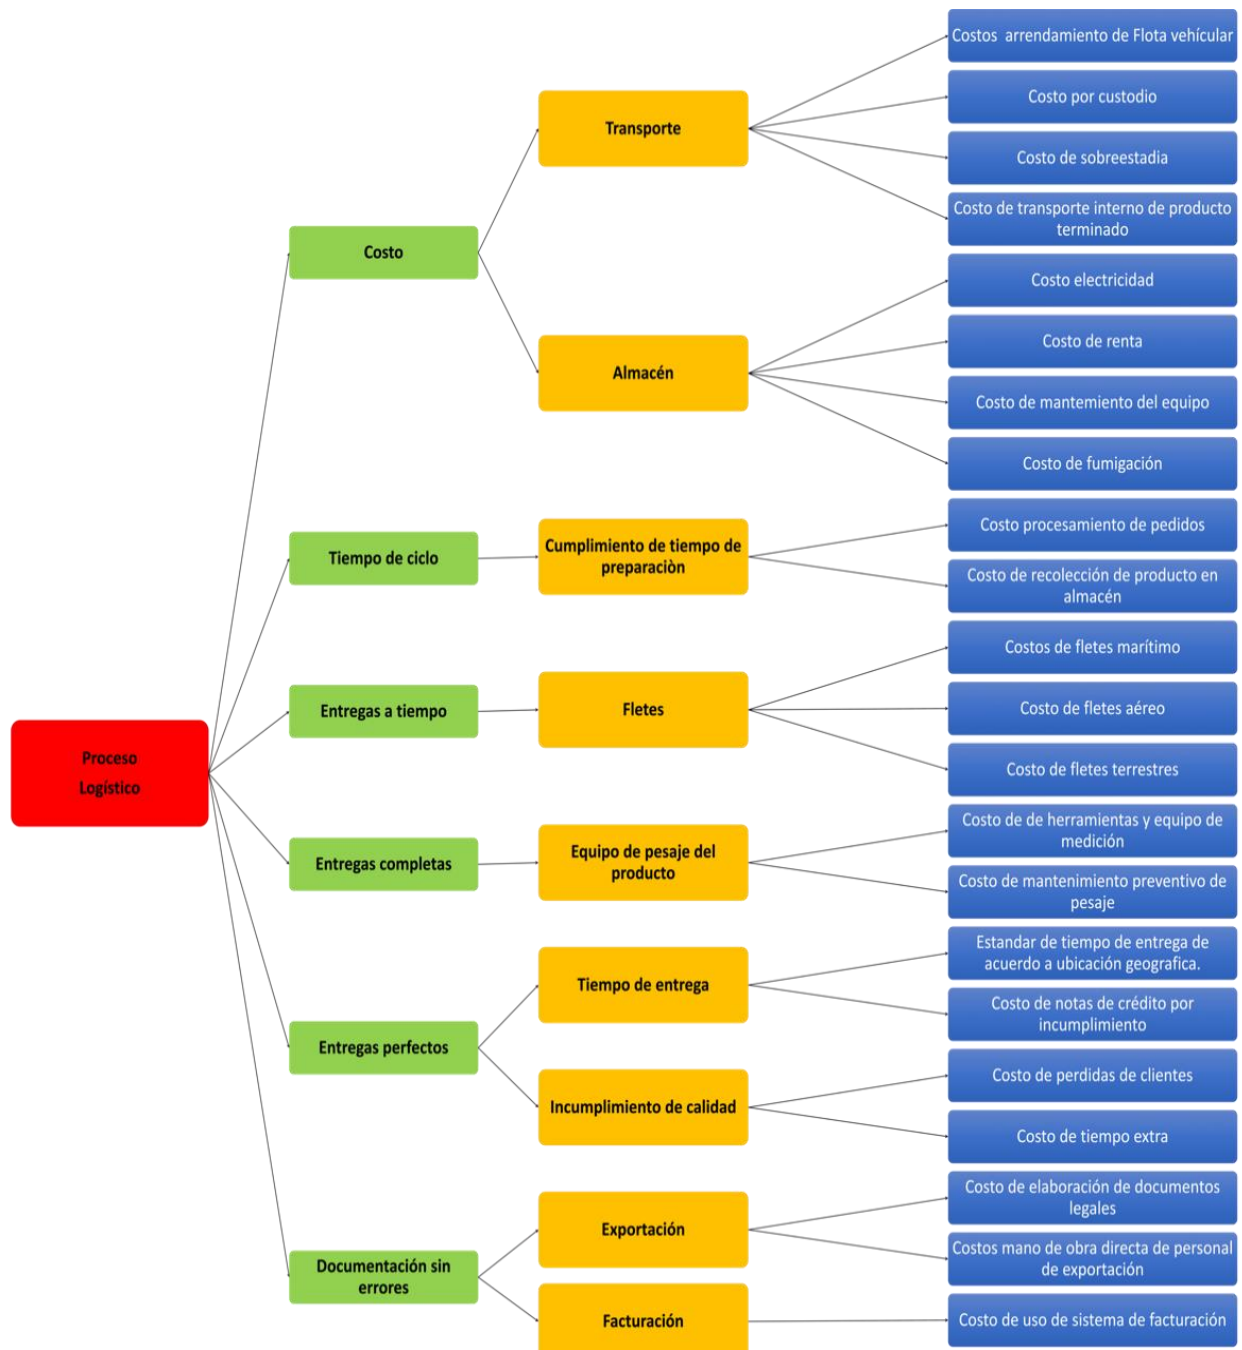 Costos arrendamiento de Flota vehícular
Costo por custodio
Transporte
Costo de sobreestadia
Costo de transporte interno de producto
terminado
Costo
Costo electricidad
Costo de renta
Almacén
Costo de mantemiento del equipo
Costo de fumigación
Costo procesamiento de pedidos
Tiempo de ciclo
Cumplimiento de tiempo de
preparaciòn
Costo de recolección de producto en
almacén
Costos de fletes marítimo
Entregas a tiempo
Fletes
Costo de fletes aéreo
Costo de fletes terrestres
Proceso
Logístico
Costo de de herramientas y equipo de
medición
Entregas completas
Equipo de pesaje del
producto
Costo de mantenimiento preventivo de
pesaje
Estandar de tiempo de entrega de
acuerdo a ubicación geografica.
Tiempo de entrega
Costo de notas de crédito por
incumplimiento
Entregas perfectos
Costo de perdidas de clientes
Incumplimiento de calidad
Costo de tiempo extra
Costo de elaboración de documentos
legales
Exportación
Costos mano de obra directa de personal
de exportación
Documentación sin
errores
Facturación
Costo de uso de sistema de facturación